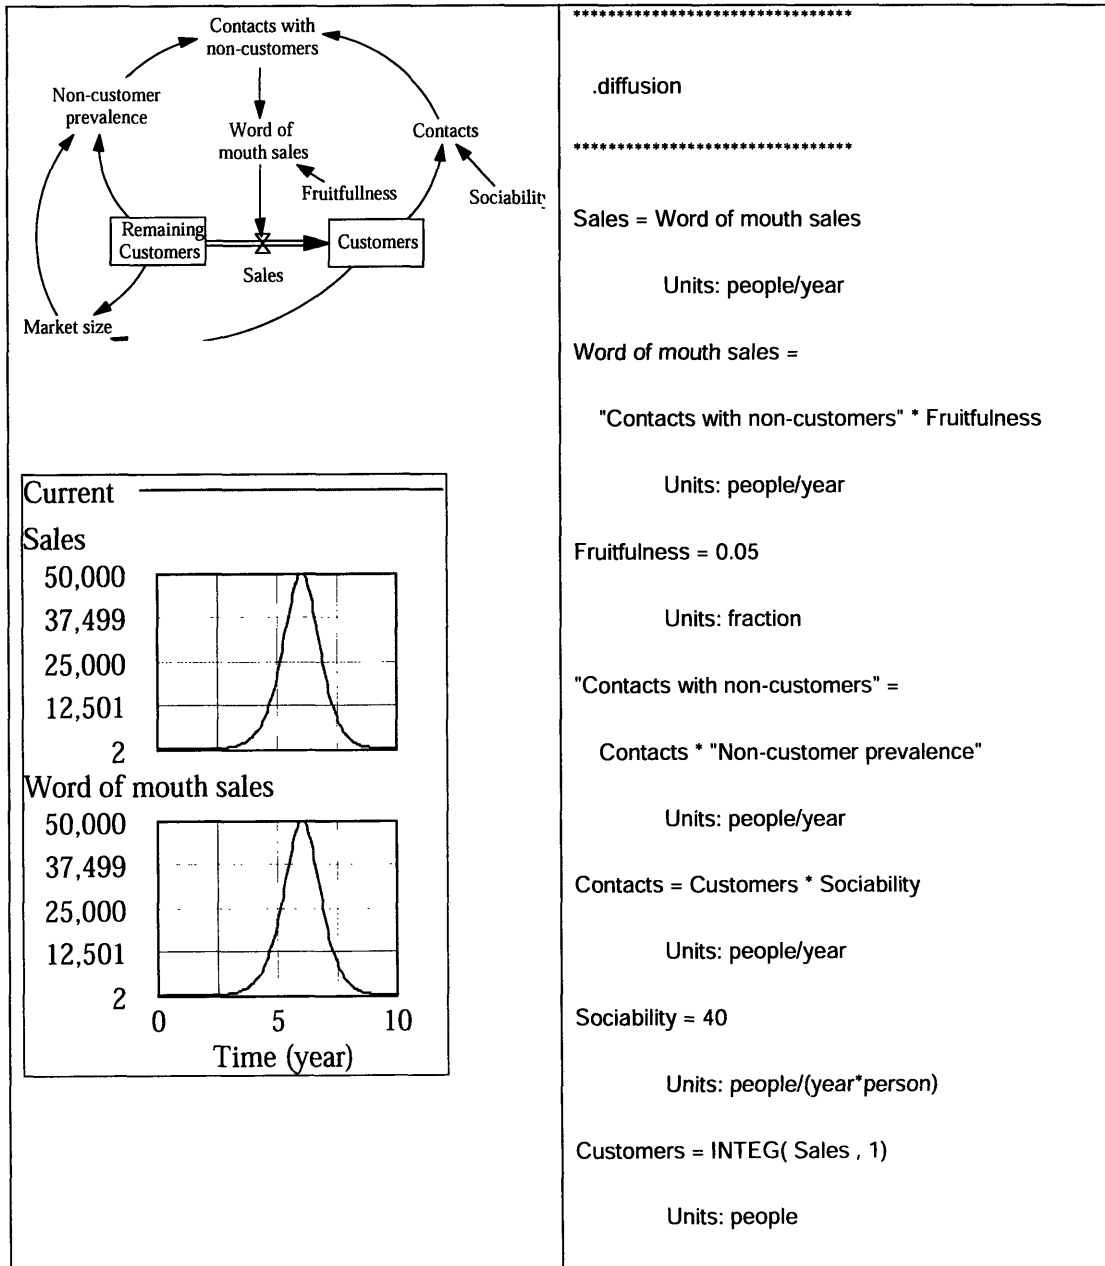 Contacts with
non-customers
Non-customer
prevalence
Word of
mouth sales
Contacts
Fruitfullness
Sociability
Remaining
Customers
Customers
Sales
Market size
Current
Sales
50,000
37,499
25,000
12,501
2
Word of mouth sales
50,000
37,499
25,000
12,501
2
0 5 10
Time (year)
******************************
.diffusion
******************************
Sales = Word of mouth sales
Units: people/year
Word of mouth sales =
"Contacts with non-customers" * Fruitfulness
Units: people/year
Fruitfulness = 0.05
Units: fraction
"Contacts with non-customers" =
Contacts * "Non-customer prevalence"
Units: people/year
Contacts = Customers * Sociability
Units: people/year
Sociability = 40
Units: people/(year*person)
Customers = INTEG( Sales , 1)
Units: people